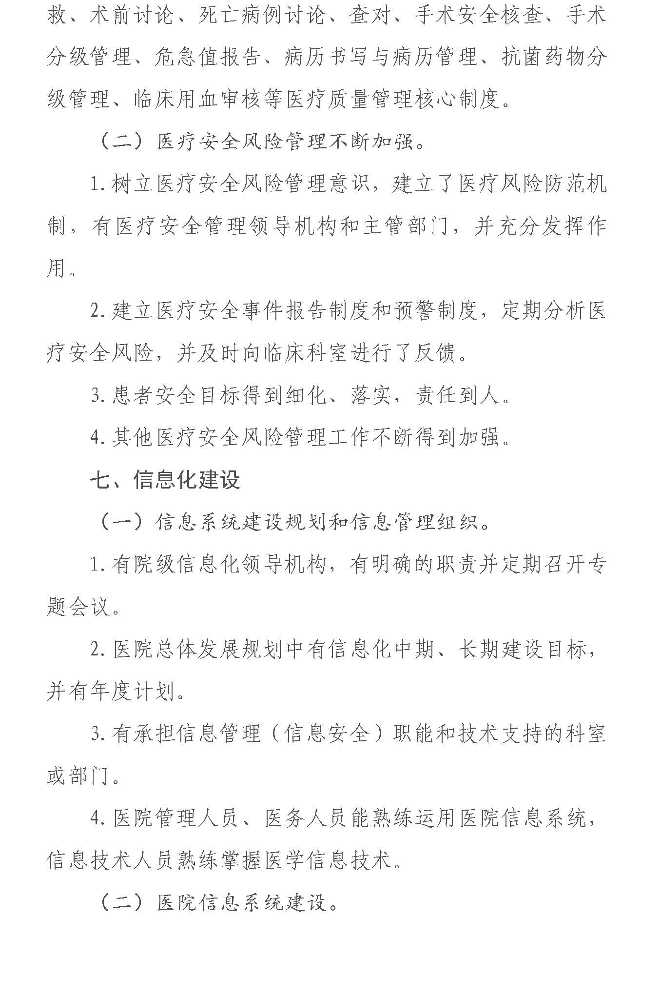 救、术前讨论、死亡病例讨论、查对、手术安全核查、手术
分级管理、危急值报告、病历书写与病历管理、抗菌药物分
级管理、临床用血审核等医疗质量管理核心制度。
（二）医疗安全风险管理不断加强。
1.树立医疗安全风险管理意识，建立了医疗风险防范机
制，有医疗安全管理领导机构和主管部门，并充分发挥作
用。
2.建立医疗安全事件报告制度和预警制度，定期分析医
疗安全风险，并及时向临床科室进行了反馈。
3.患者安全目标得到细化、落实，责任到人。
4.其他医疗安全风险管理工作不断得到加强。
七、信息化建设
（一）信息系统建设规划和信息管理组织。
1.有院级信息化领导机构，有明确的职责并定期召开专
题会议。
2.医院总体发展规划中有信息化中期、长期建设目标，
并有年度计划。
3.有承担信息管理（信息安全）职能和技术支持的科室
或部门。
4.医院管理人员、医务人员能熟练运用医院信息系统，
信息技术人员熟练掌握医学信息技术。
（二）医院信息系统建设。